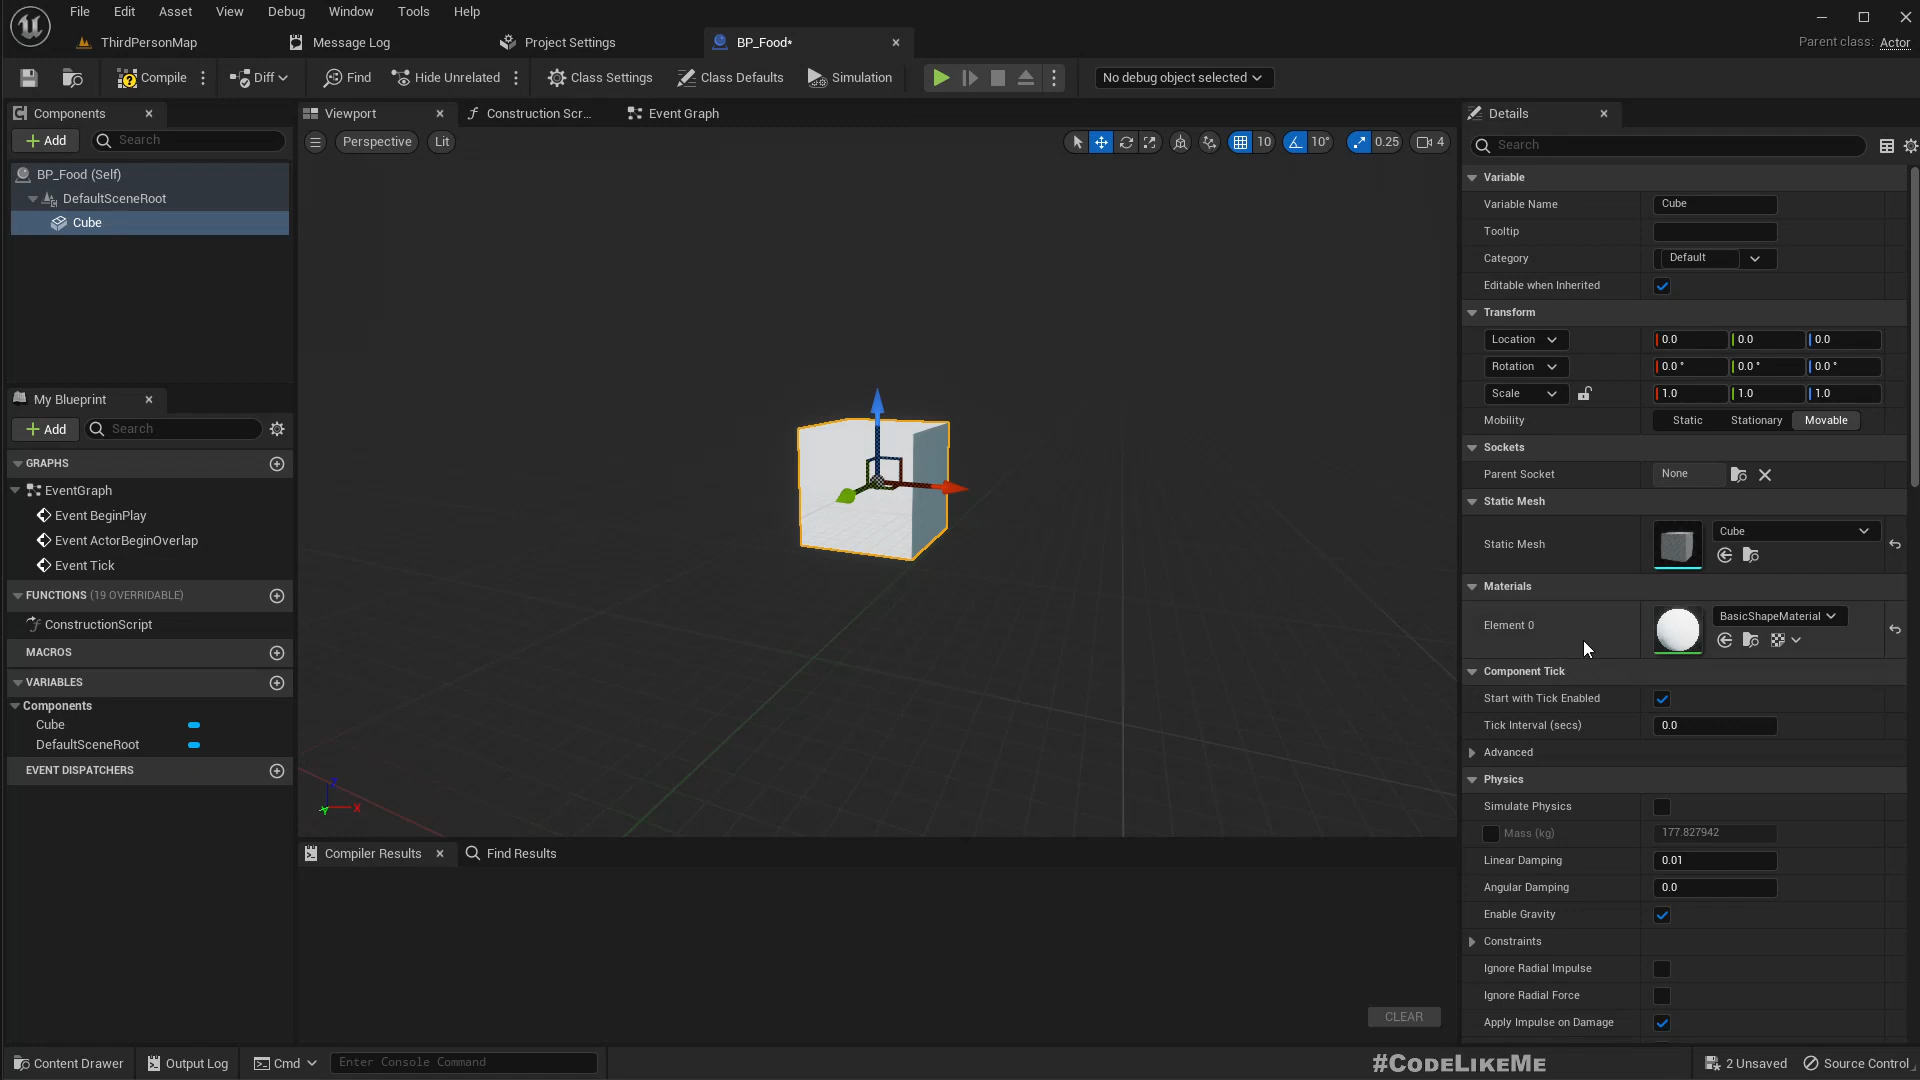 File Edit Asset View Debug Window Tools Help
ThirdPersonMap Message Log Project Settings BP_Food* Parent class: Actor
Compile Diff Find Hide Unrelated Class Settings Class Defaults Simulation No debug object selected
Components
Add Search
BP_Food (Self)
DefaultSceneRoot
Cube
My Blueprint
Add Search
GRAPHS
EventGraph
Event BeginPlay
Event ActorBeginOverlap
Event Tick
FUNCTIONS (19 OVERRIDABLE)
ConstructionScript
MACROS
VARIABLES
Components
Cube
DefaultSceneRoot
EVENT DISPATCHERS
Viewport Construction Scr... Event Graph
Perspective Lit 10 10° 0.25 4
X
Compiler Results Find Results
CLEAR
Details
Search
Variable
Variable Name Cube
Tooltip
Category Default
Editable when Inherited
Transform
Location 0.0 0.0 0.0
Rotation 0.0 ° 0.0 ° 0.0 °
Scale 1.0 1.0 1.0
Mobility Static Stationary Movable
Sockets
Parent Socket None
Static Mesh
Static Mesh Cube
Materials
Element 0 BasicShapeMaterial
Component Tick
Start with Tick Enabled
Tick Interval (secs) 0.0
Advanced
Physics
Simulate Physics
Mass (kg) 177.827942
Linear Damping 0.01
Angular Damping 0.0
Enable Gravity
Constraints
Ignore Radial Impulse
Ignore Radial Force
Apply Impulse on Damage
Content Drawer Output Log Cmd Enter Console Command #CODELIKEME 2 Unsaved Source Control